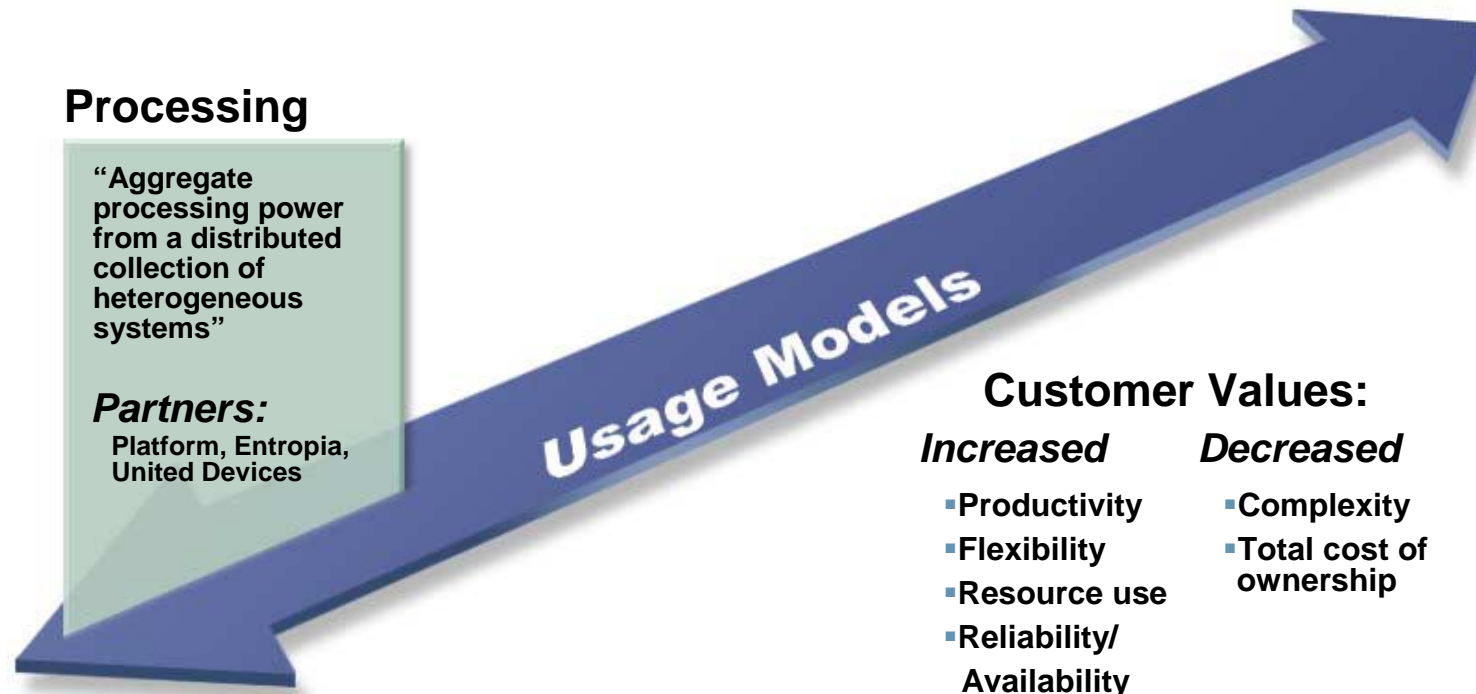 Processing
“Aggregate
processing power
from a distributed
collection of
heterogeneous
systems”
Partners:
Platform, Entropia,
United Devices
Usage Models
Customer Values:
Increased
▪Productivity
▪Flexibility
▪Resource use
▪Reliability/
Availability
Decreased
▪Complexity
▪Total cost of
ownership